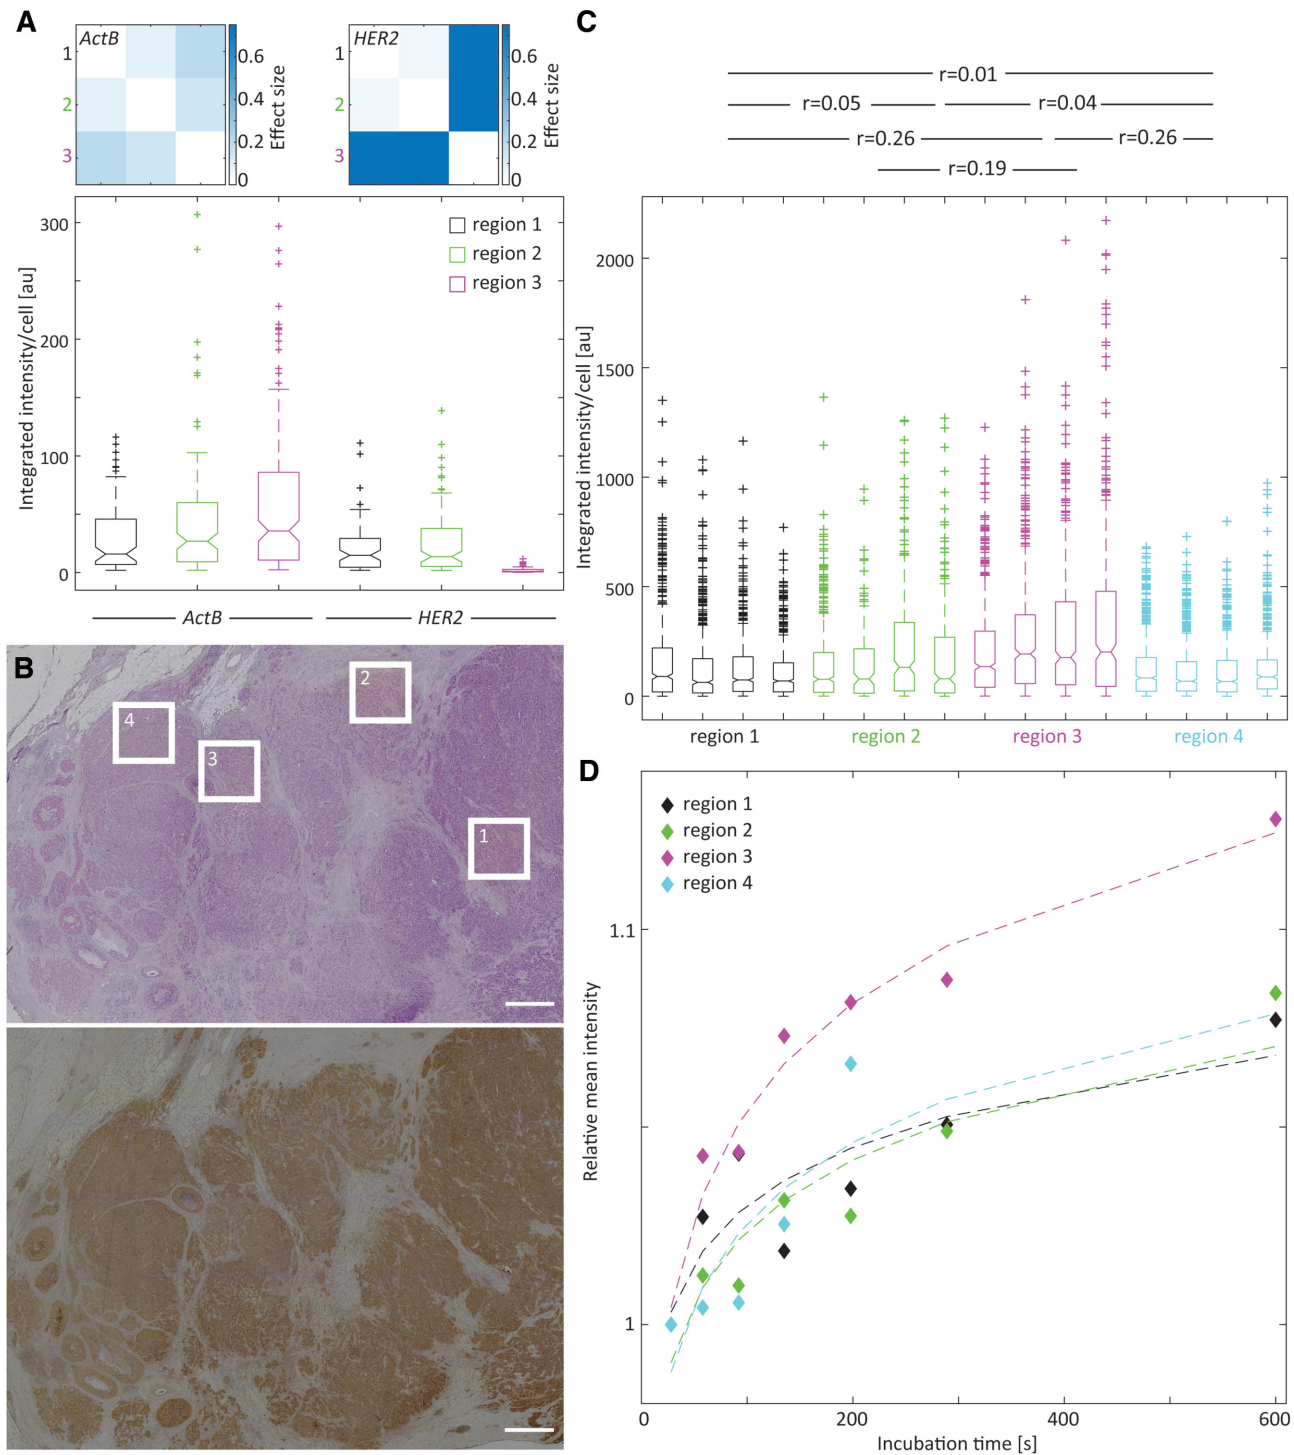 A
ActB
1
2
3
0.6
0.4
0.2
0
Effect size
HER2
1
2
3
0.6
0.4
0.2
0
Effect size
300
200
100
0
Integrated intensity/cell [au]
region 1
region 2
region 3
ActB
HER2
B
4
2
3
1
C
r=0.01
r=0.05
r=0.04
r=0.26
r=0.26
r=0.19
2000
1500
1000
500
0
Integrated intensity/cell [au]
region 1
region 2
region 3
region 4
D
region 1
region 2
region 3
region 4
1.1
1
Relative mean intensity
0
200
400
600
Incubation time [s]